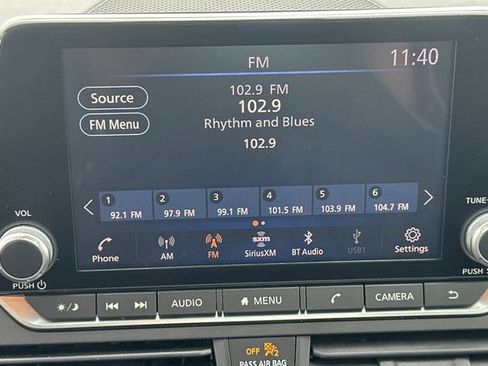 FM
11:40
Source
FM Menu
102.9 FM
102.9
Rhythm and Blues
102.9
1 2 3 4 5 6
92.1 FM 97.9 FM 99.1 FM 101.5 FM 103.9 FM 104.7 FM
VOL
TUNE
Phone
AM
FM
sxm
SiriusXM
BT Audio
USB1
Settings
PUSH
PUSH
AUDIO
MENU
CAMERA
OFF 2
PASS AIR BAG